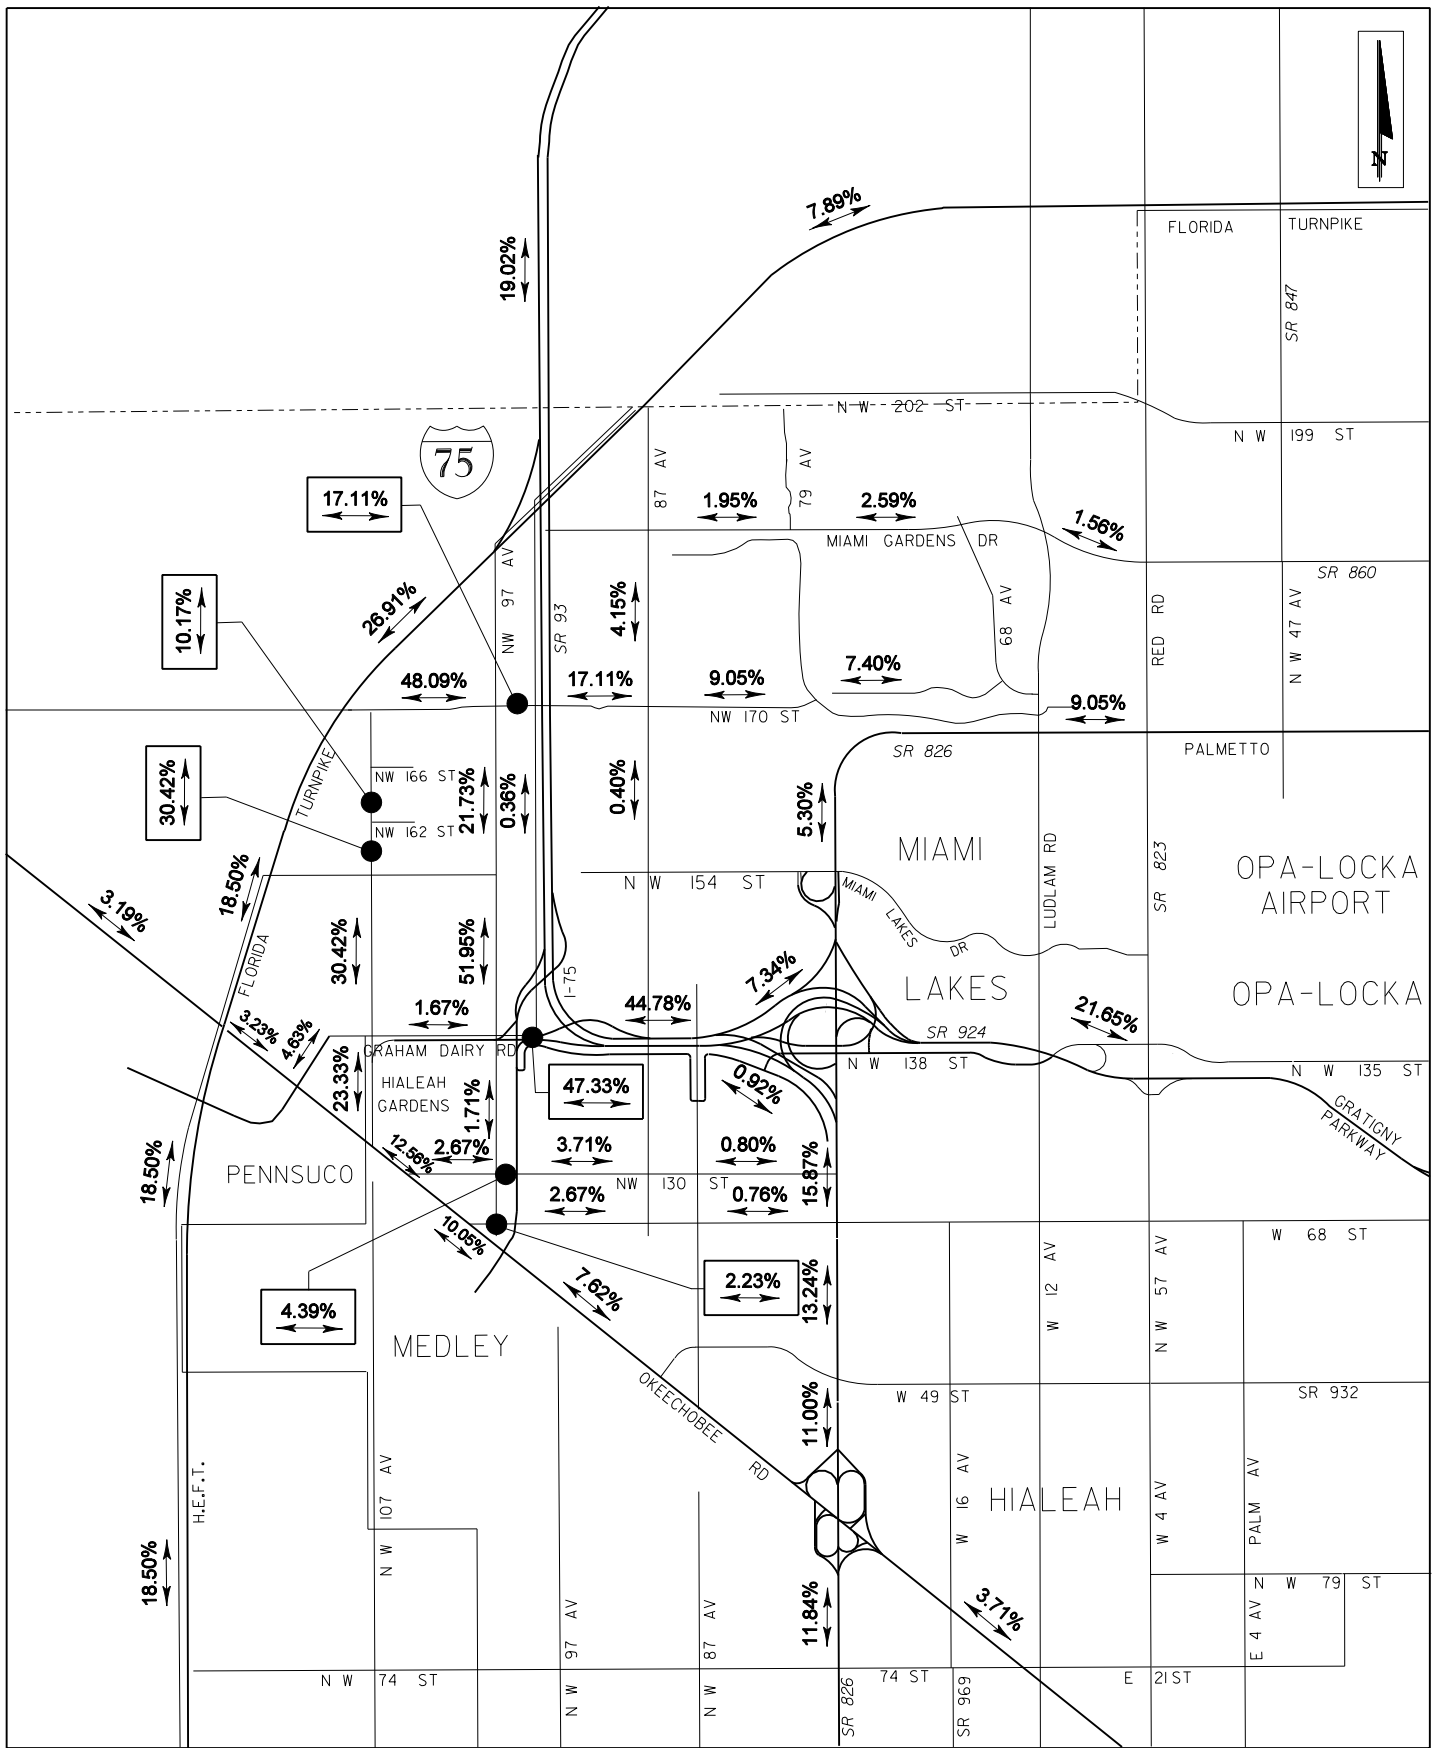 N
7.89%
FLORIDA TURNPIKE
19.02%
SR 847
N W 202 ST
N W 199 ST
75
87 AV
79 AV
17.11%
1.95%
2.59%
1.56%
MIAMI GARDENS DR
NW 97 AV
SR 93
SR 860
10.17%
26.91%
4.15%
68 AV
RED RD
N W 47 AV
48.09%
17.11%
9.05%
7.40%
9.05%
NW 170 ST
SR 826
PALMETTO
30.42%
TURNPIKE
NW 166 ST
21.73%
0.36%
0.40%
5.30%
NW 162 ST
MIAMI
LUDLAM RD
SR 823
OPA-LOCKA
AIRPORT
18.50%
N W 154 ST
MIAMI LAKES DR
3.19%
30.42%
51.95%
FLORIDA
I-75
7.34%
LAKES
OPA-LOCKA
1.67%
44.78%
21.65%
3.23%
4.63%
SR 924
GRAHAM DAIRY RD
N W 138 ST
N W 135 ST
23.33%
HIALEAH
GARDENS
1.71%
47.33%
0.92%
GRATIGNY
PARKWAY
12.56%
2.67%
3.71%
0.80%
15.87%
18.50%
PENNSUCO
NW 130 ST
2.67%
0.76%
10.05%
W 68 ST
4.39%
7.62%
2.23%
13.24%
W 12 AV
N W 57 AV
MEDLEY
OKEECHOBEE RD
W 49 ST
SR 932
11.00%
H.E.F.T.
N W 107 AV
W 16 AV
HIALEAH
W 4 AV
PALM AV
18.50%
N W 79 ST
11.84%
3.71%
N W 97 AV
N W 87 AV
E 4 AV
N W 74 ST
74 ST
E 21ST
SR 826
SR 969